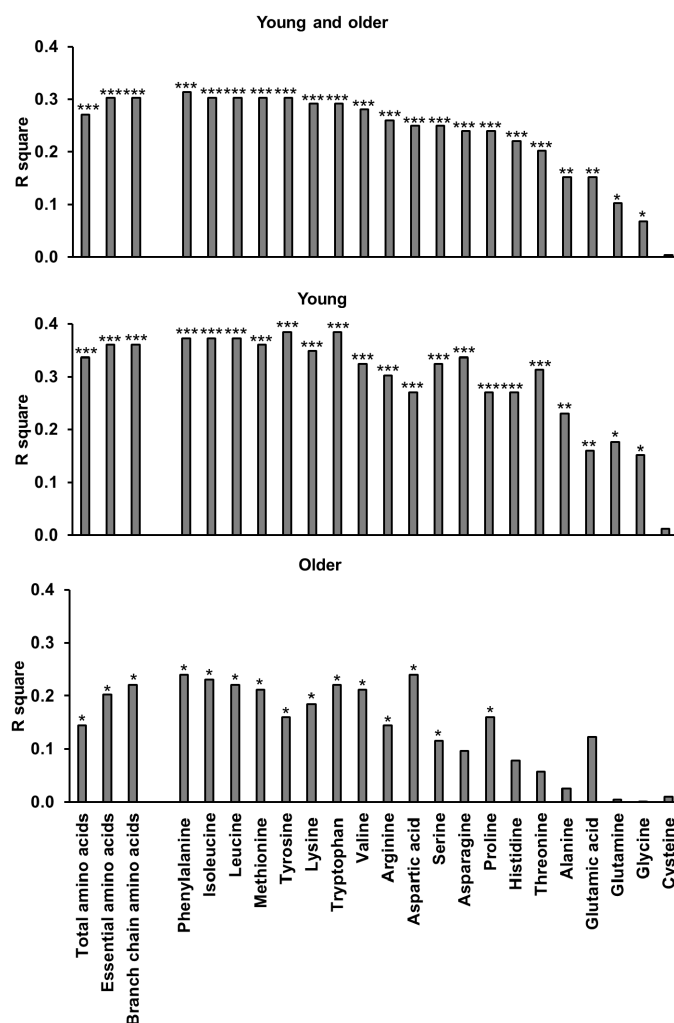 Young and older
R square
0.4
0.3
0.2
0.1
0.0
*** *** *** *** *** *** *** *** *** *** *** *** *** *** *** *** *** *** ** ** * *
Young
R square
0.4
0.3
0.2
0.1
0.0
*** *** *** *** *** *** *** *** *** *** *** *** *** *** *** *** *** *** ** ** * *
Older
R square
0.4
0.3
0.2
0.1
0.0
* * * * * * * * * * * * * * *
Total amino acids
Essential amino acids
Branch chain amino acids
Phenylalanine
Isoleucine
Leucine
Methionine
Tyrosine
Lysine
Tryptophan
Valine
Arginine
Aspartic acid
Serine
Asparagine
Proline
Histidine
Threonine
Alanine
Glutamic acid
Glutamine
Glycine
Cysteine